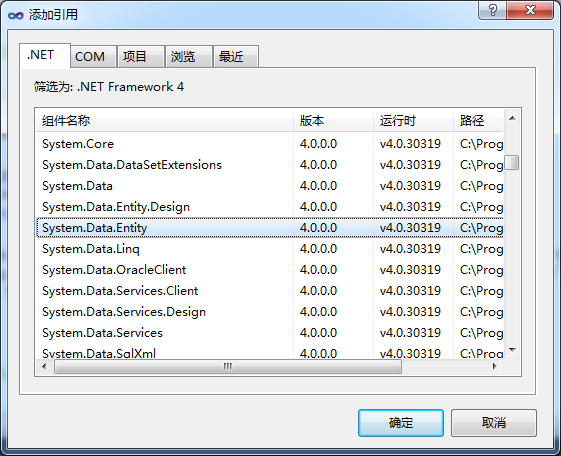 添加引用
.NET COM 项目 浏览 最近
筛选为: .NET Framework 4
组件名称 版本 运行时 路径
System.Core 4.0.0.0 v4.0.30319 C:\Prog
System.Data.DataSetExtensions 4.0.0.0 v4.0.30319 C:\Prog
System.Data 4.0.0.0 v4.0.30319 C:\Prog
System.Data.Entity.Design 4.0.0.0 v4.0.30319 C:\Prog
System.Data.Entity 4.0.0.0 v4.0.30319 C:\Prog
System.Data.Linq 4.0.0.0 v4.0.30319 C:\Prog
System.Data.OracleClient 4.0.0.0 v4.0.30319 C:\Prog
System.Data.Services.Client 4.0.0.0 v4.0.30319 C:\Prog
System.Data.Services.Design 4.0.0.0 v4.0.30319 C:\Prog
System.Data.Services 4.0.0.0 v4.0.30319 C:\Prog
System.Data.SqlXml 4.0.0.0 v4.0.30319 C:\Prog
确定 取消